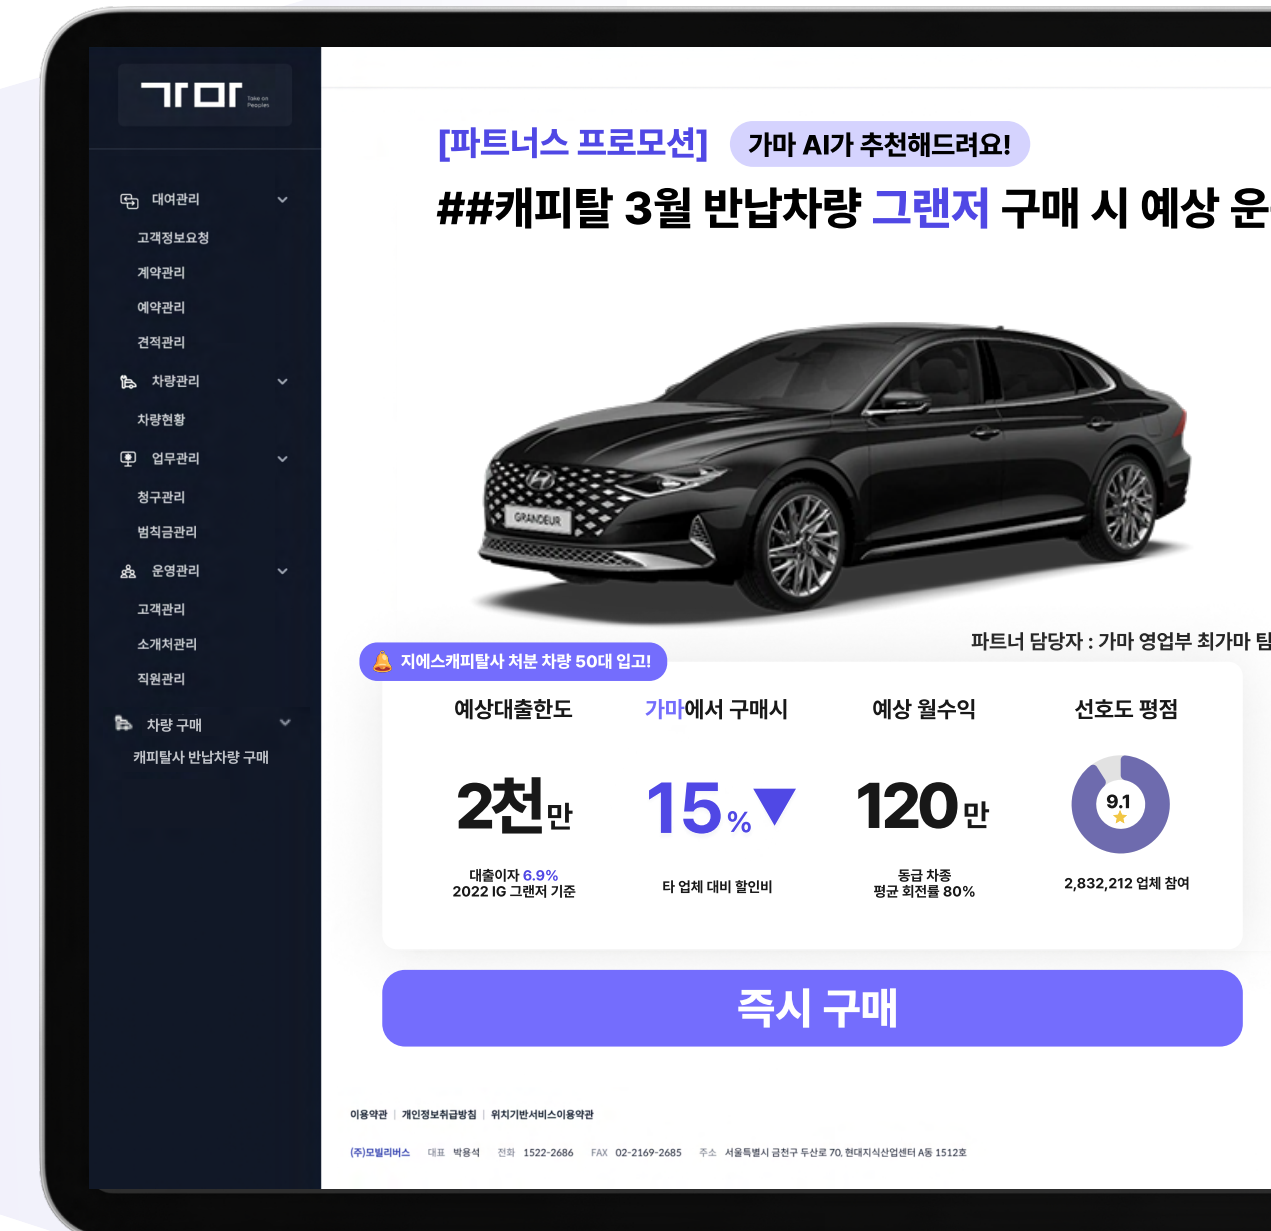 가마
Take on
Peoples
대여관리
고객정보요청
계약관리
예약관리
견적관리
차량관리
차량현황
업무관리
청구관리
범칙금관리
운영관리
고객관리
소개처관리
직원관리
차량 구매
캐피탈사 반납차량 구매
[파트너스 프로모션]
가마 AI가 추천해드려요!
##캐피탈 3월 반납차량 그랜저 구매 시 예상 운
GRANDEUR
파트너 담당자 : 가마 영업부 최가마 팀
지에스캐피탈사 처분 차량 50대 입고!
예상대출한도
2천만
대출이자 6.9%
2022 IG 그랜저 기준
가마에서 구매시
15%▼
타 업체 대비 할인비
예상 월수익
120만
동급 차종
평균 회전률 80%
선호도 평점
9.1
2,832,212 업체 참여
즉시 구매
이용약관 | 개인정보취급방침 | 위치기반서비스이용약관
(주)모빌리버스 대표 박용석 전화 1522-2686 FAX 02-2169-2685 주소 서울특별시 금천구 두산로 70, 현대지식산업센터 A동 1512호